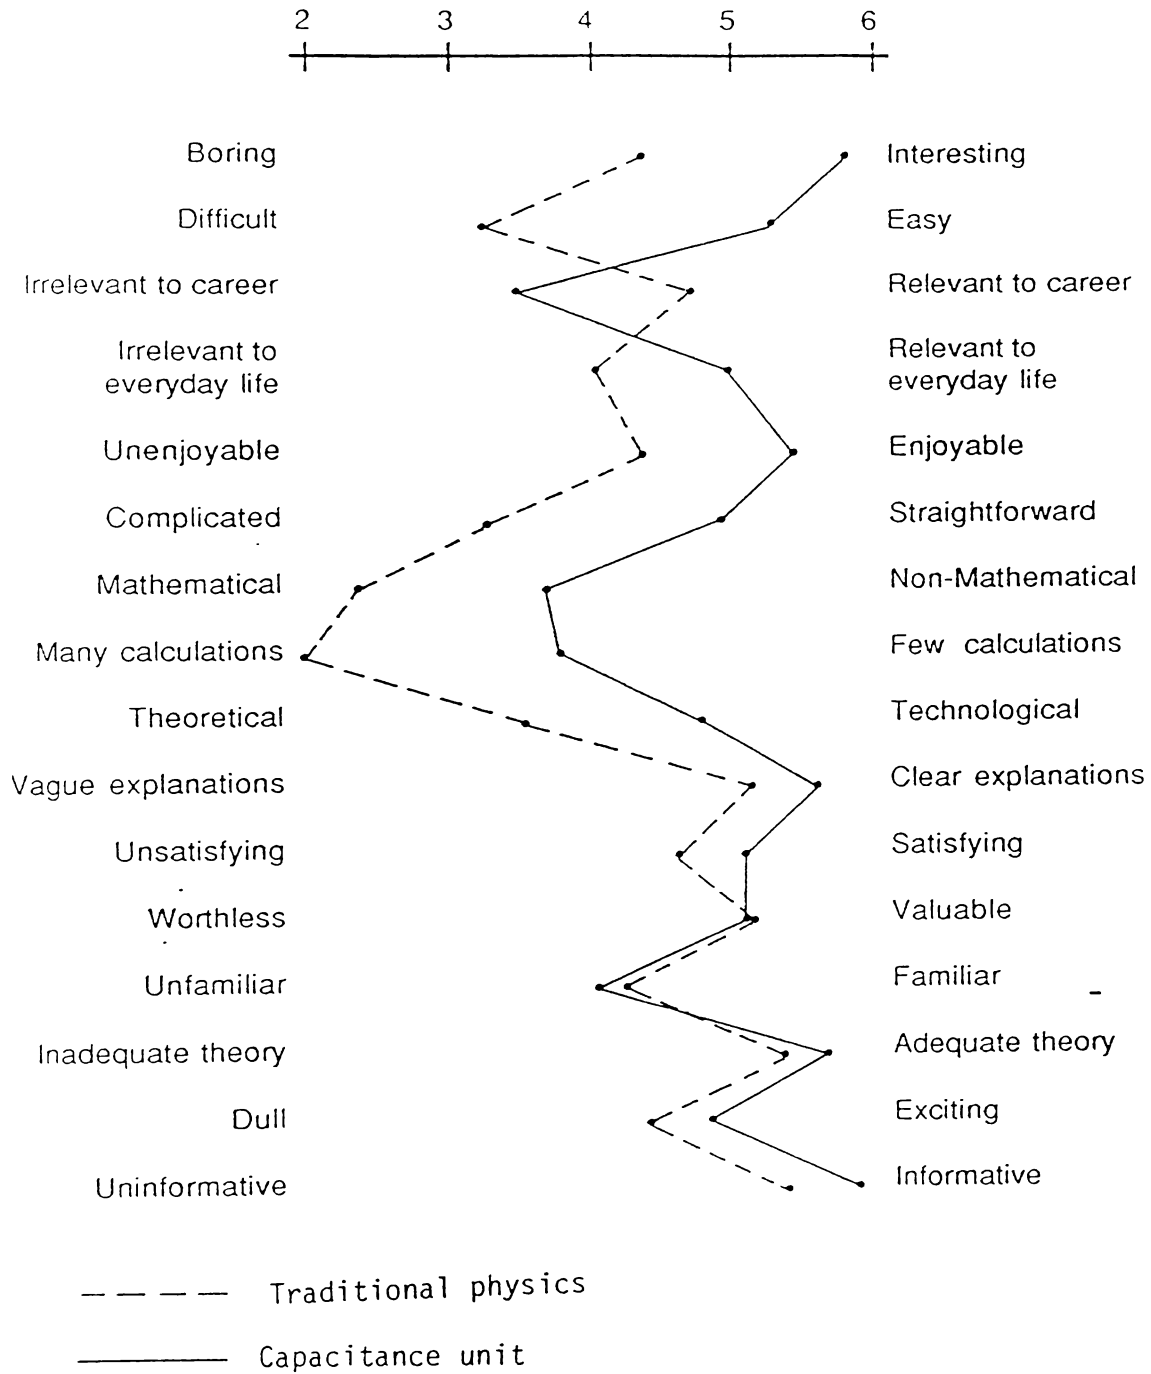 2 3 4 5 6
Boring Interesting
Difficult Easy
Irrelevant to career Relevant to career
Irrelevant to Relevant to
everyday life everyday life
Unenjoyable Enjoyable
Complicated Straightforward
Mathematical Non-Mathematical
Many calculations Few calculations
Theoretical Technological
Vague explanations Clear explanations
Unsatisfying Satisfying
Worthless Valuable
Unfamiliar Familiar
Inadequate theory Adequate theory
Dull Exciting
Uninformative Informative
Traditional physics
Capacitance unit